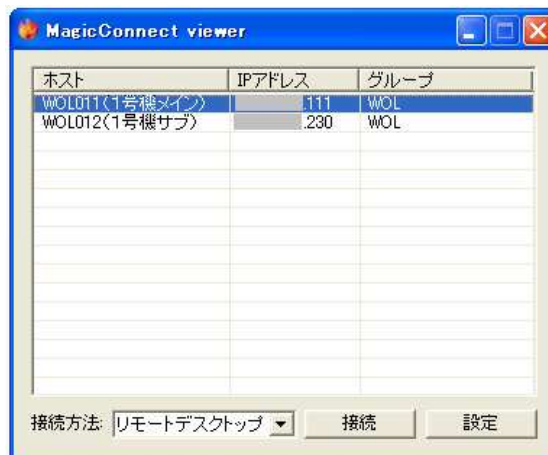 MagicConnect viewer
ホスト IPアドレス グループ
WOL011(1号機メイン) .111 WOL
WOL012(1号機サブ) .230 WOL
接続方法: リモートデスクトップ 接続 設定